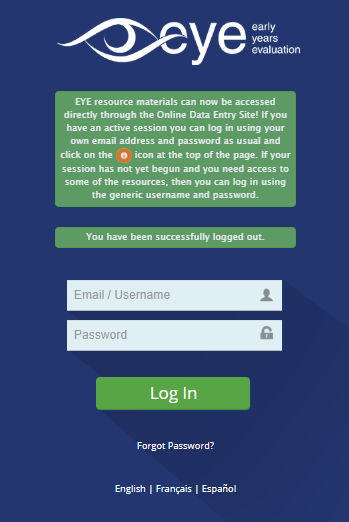 eye early
years
evaluation
EYE resource materials can now be accessed
directly through the Online Data Entry Site! If you
have an active session you can log in using your
own email address and password as usual and
click on the icon at the top of the page. If your
session has not yet begun and you need access to
some of the resources, then you can log in using
the generic username and password.
You have been successfully logged out.
Email / Username
Password
Log In
Forgot Password?
English | Français | Español